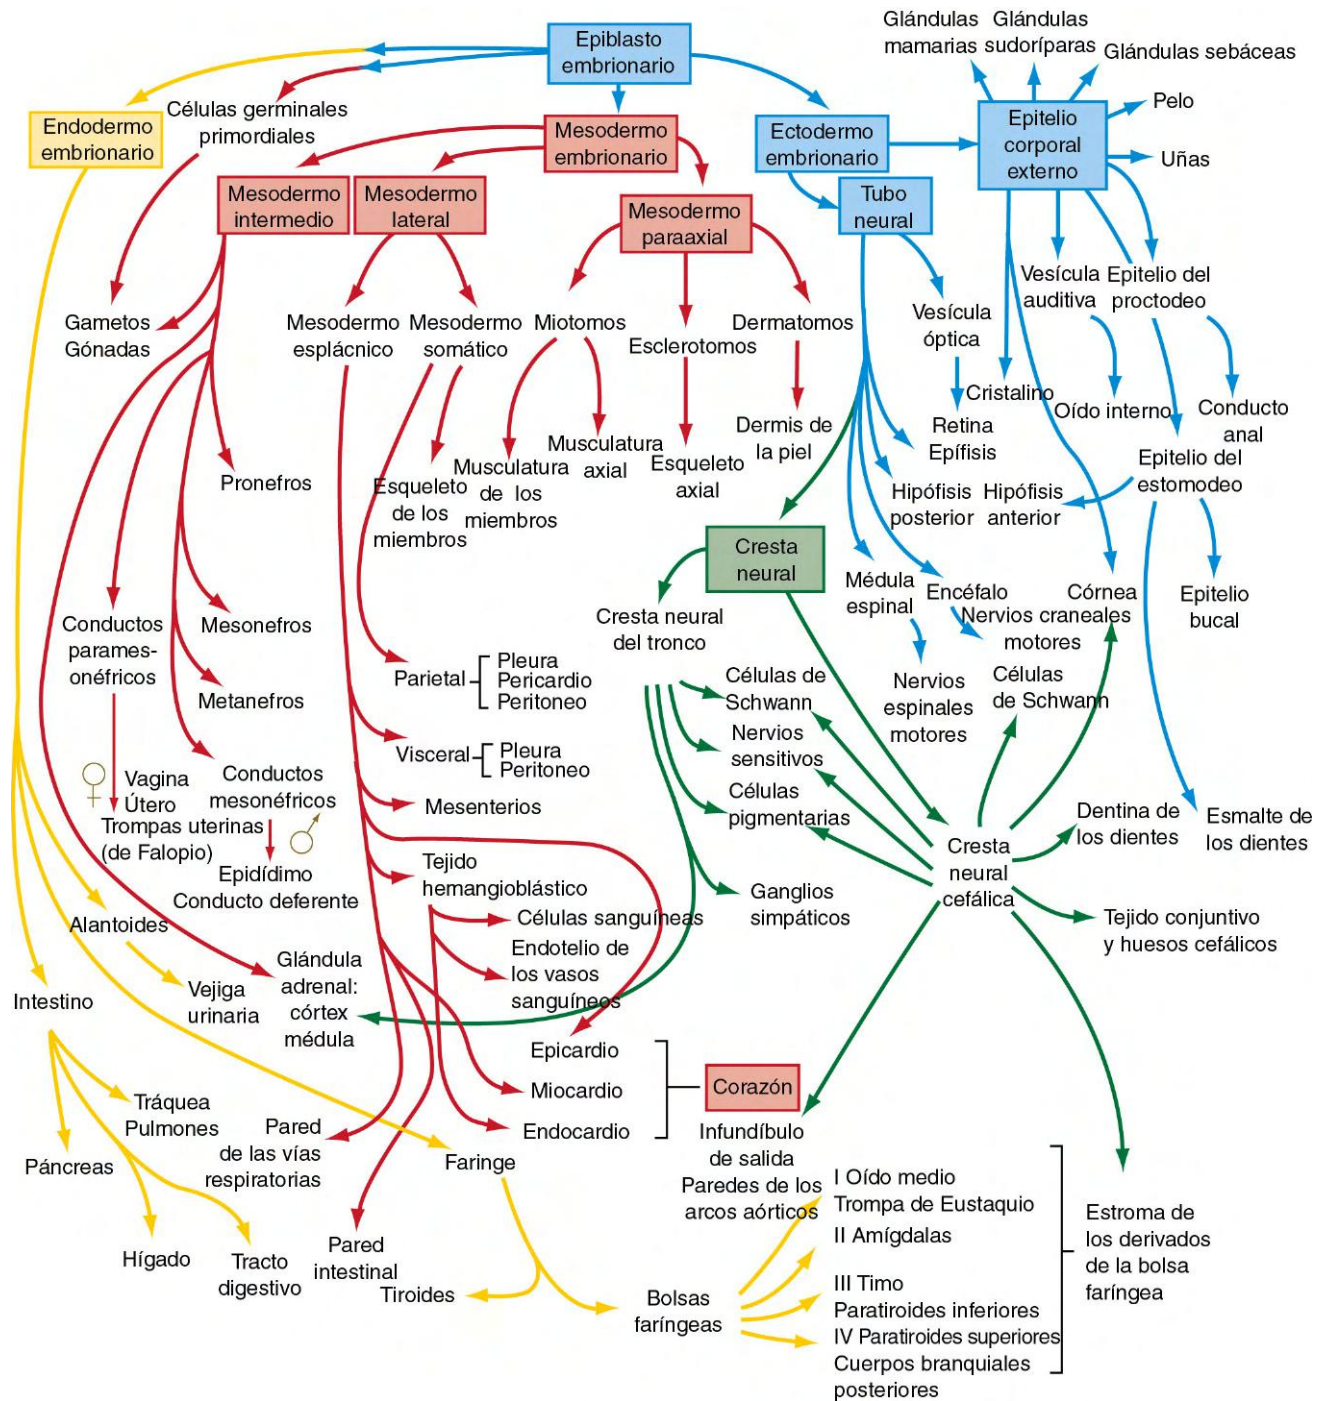 Epiblasto
embrionario
Glándulas
mamarias
Glándulas
sudoríparas
Glándulas sebáceas
Pelo
Uñas
Epitelio
corporal
externo
Endodermo
embrionario
Células germinales
primordiales
Mesodermo
embrionario
Ectodermo
embrionario
Mesodermo
intermedio
Mesodermo
lateral
Mesodermo
paraaxial
Tubo
neural
Vesícula
auditiva
Epitelio del
proctodeo
Gametos
Gónadas
Mesodermo
esplácnico
Mesodermo
somático
Miotomos
Esclerotomos
Dermatomos
Vesícula
óptica
Cristalino
Oído interno
Conducto
anal
Pronefros
Esqueleto
de los
miembros
Musculatura
de los
miembros
Musculatura
axial
Esqueleto
axial
Dermis de
la piel
Retina
Epífisis
Hipófisis
posterior
Hipófisis
anterior
Epitelio del
estomodeo
Cresta
neural
Médula
espinal
Encéfalo
Nervios craneales
motores
Córnea
Epitelio
bucal
Conductos
parames-
onéfricos
Mesonefros
Metanefros
Cresta neural
del tronco
Parietal
Pleura
Pericardio
Peritoneo
Células de
Schwann
Nervios
espinales
motores
Células
de Schwann
Visceral
Pleura
Peritoneo
Nervios
sensitivos
♀
Vagina
Útero
Trompas uterinas
(de Falopio)
Conductos
mesonéfricos
♂
Epidídimo
Conducto deferente
Mesenterios
Células
pigmentarias
Cresta
neural
cefálica
Dentina de
los dientes
Esmalte de
los dientes
Tejido
hemangioblástico
Células sanguíneas
Endotelio de
los vasos
sanguíneos
Ganglios
simpáticos
Tejido conjuntivo
y huesos cefálicos
Alantoides
Vejiga
urinaria
Glándula
adrenal:
córtex
médula
Intestino
Epicardio
Miocardio
Endocardio
Corazón
Infundíbulo
de salida
Paredes de los
arcos aórticos
Tráquea
Pulmones
Páncreas
Hígado
Tracto
digestivo
Pared
de las vías
respiratorias
Pared
intestinal
Faringe
Tiroides
Bolsas
faríngeas
I Oído medio
Trompa de Eustaquio
II Amígdalas
III Timo
Paratiroides inferiores
IV Paratiroides superiores
Cuerpos branquiales
posteriores
Estroma de
los derivados
de la bolsa
faríngea